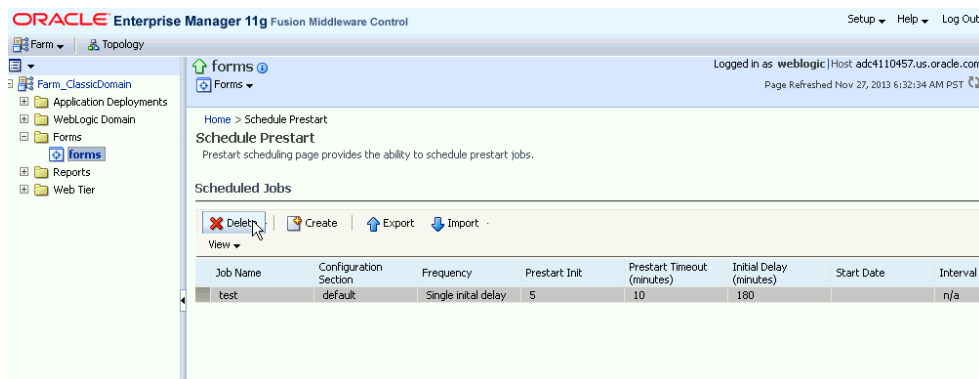 ORACLE Enterprise Manager 11g Fusion Middleware Control
Setup Help Log Out
Farm Topology
Farm_ClassicDomain
Application Deployments
WebLogic Domain
Forms
forms
Reports
Web Tier
forms
Logged in as weblogic|Host adc4110457.us.oracle.com
Forms
Page Refreshed Nov 27, 2013 6:32:34 AM PST
Home > Schedule Prestart
Schedule Prestart
Prestart scheduling page provides the ability to schedule prestart jobs.
Scheduled Jobs
Delete Create Export Import
View
Job Name Configuration Section Frequency Prestart Init Prestart Timeout (minutes) Initial Delay (minutes) Start Date Interval
test default Single inital delay 5 10 180 n/a